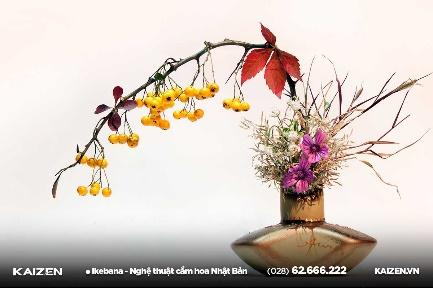 KAIZEN ● Ikebana - Nghệ thuật cắm hoa Nhật Bản (028) 62.666.222 KAIZEN.VN